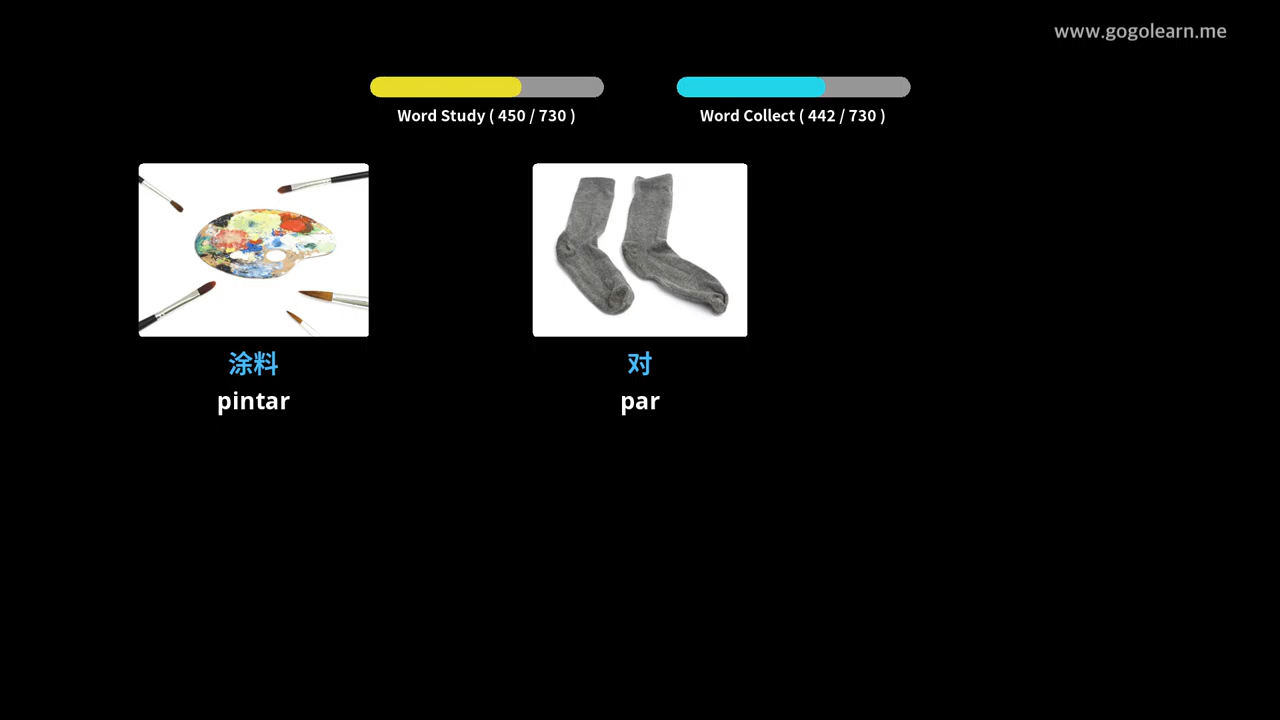 www.gogolearn.me
Word Study ( 450 / 730 )
Word Collect ( 442 / 730 )
涂料
pintar
对
par